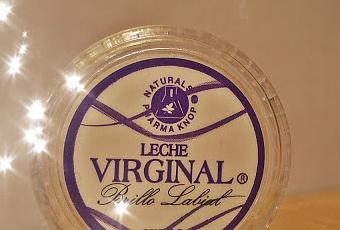 NATURALS
PHARMA KNOP
LECHE
VIRGINAL®
Brillo Labial